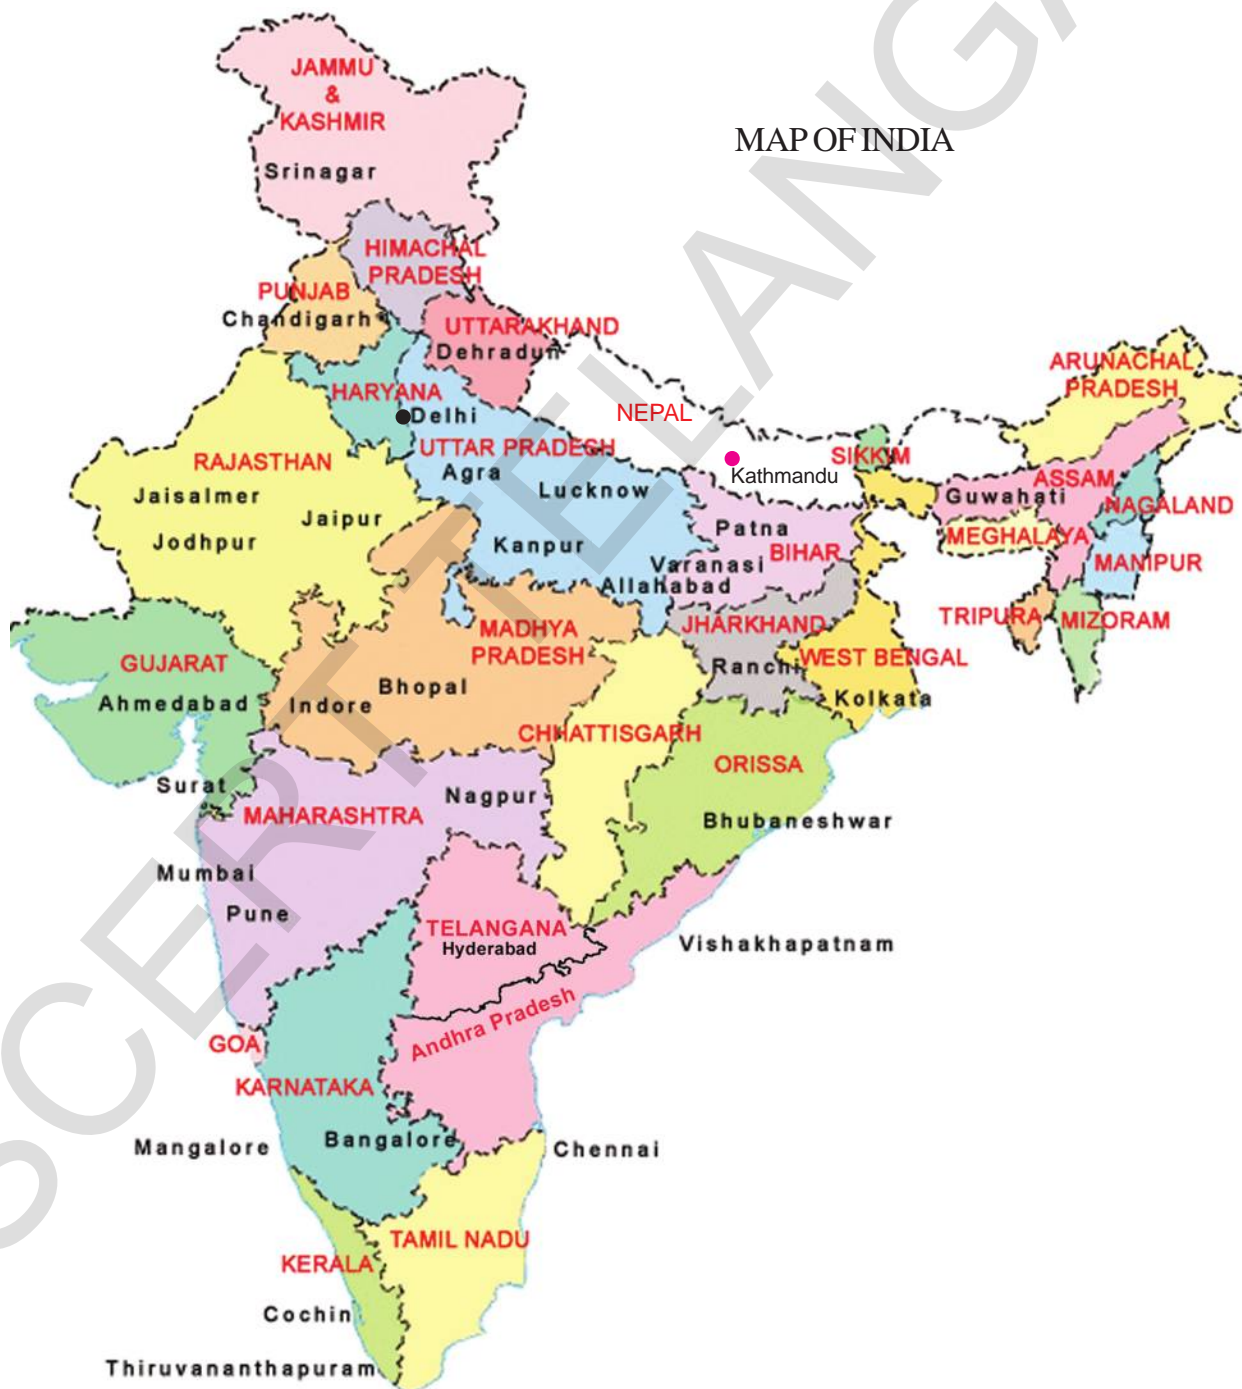 MAP OF INDIA
JAMMU
&
KASHMIR
Srinagar
HIMACHAL
PRADESH
PUNJAB
Chandigarh
UTTARAKHAND
Dehradun
HARYANA
Delhi
NEPAL
Kathmandu
SIKKIM
ARUNACHAL
PRADESH
UTTAR PRADESH
Agra
Lucknow
Kanpur
Varanasi
Allahabad
RAJASTHAN
Jaisalmer
Jaipur
Jodhpur
Patna
BIHAR
ASSAM
Guwahati
NAGALAND
MEGHALAYA
MANIPUR
TRIPURA
MIZORAM
GUJARAT
Ahmedabad
Surat
MADHYA
PRADESH
Bhopal
Indore
JHARKHAND
Ranchi
WEST BENGAL
Kolkata
CHHATTISGARH
ORISSA
Bhubaneshwar
MAHARASHTRA
Nagpur
Mumbai
Pune
TELANGANA
Hyderabad
Vishakhapatnam
Andhra Pradesh
GOA
KARNATAKA
Bangalore
Mangalore
Chennai
TAMIL NADU
KERALA
Cochin
Thiruvananthapuram
SCERT TELANGA